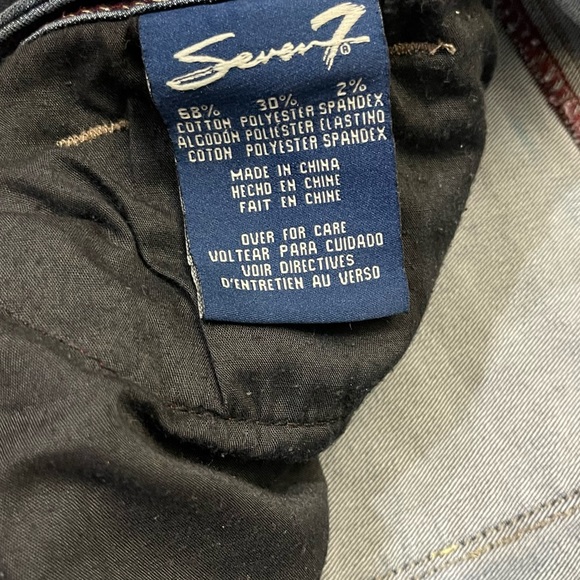 Seven7®
68% 30% 2%
COTTON POLYESTER SPANDEX
ALGODÓN POLIESTER ELASTINO
COTON POLYESTER SPANDEX
MADE IN CHINA
HECHO EN CHINE
FAIT EN CHINE
OVER FOR CARE
VOLTEAR PARA CUIDADO
VOIR DIRECTIVES
D'ENTRETIEN AU VERSO